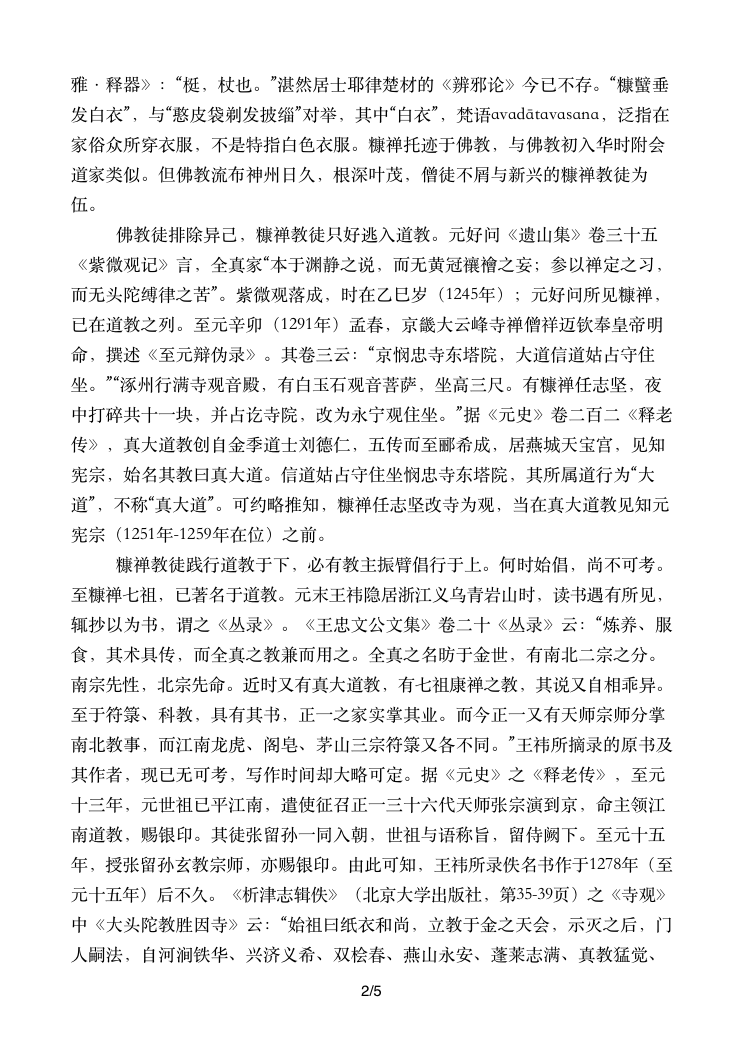 雅·释器》：“梃，杖也。”湛然居士耶律楚材的《辨邪论》今已不存。“糠蠥垂
发白衣”，与“憨皮袋剃发披缁”对举，其中“白衣”，梵语avadātavasana，泛指在
家俗众所穿衣服，不是特指白色衣服。糠禅托迹于佛教，与佛教初入华时附会
道家类似。但佛教流布神州日久，根深叶茂，僧徒不屑与新兴的糠禅教徒为
伍。
佛教徒排除异己，糠禅教徒只好逃入道教。元好问《遗山集》卷三十五
《紫微观记》言，全真家“本于渊静之说，而无黄冠禳禬之妄；参以禅定之习，
而无头陀缚律之苦”。紫微观落成，时在乙巳岁（1245年）；元好问所见糠禅，
已在道教之列。至元辛卯（1291年）孟春，京畿大云峰寺禅僧祥迈钦奉皇帝明
命，撰述《至元辩伪录》。其卷三云：“京悯忠寺东塔院，大道信道姑占守住
坐。”“涿州行满寺观音殿，有白玉石观音菩萨，坐高三尺。有糠禅任志坚，夜
中打碎共十一块，并占讫寺院，改为永宁观住坐。”据《元史》卷二百二《释老
传》，真大道教创自金季道士刘德仁，五传而至郦希成，居燕城天宝宫，见知
宪宗，始名其教曰真大道。信道姑占守住坐悯忠寺东塔院，其所属道行为“大
道”，不称“真大道”。可约略推知，糠禅任志坚改寺为观，当在真大道教见知元
宪宗（1251年-1259年在位）之前。
糠禅教徒践行道教于下，必有教主振臂倡行于上。何时始倡，尚不可考。
至糠禅七祖，已著名于道教。元末王祎隐居浙江义乌青岩山时，读书遇有所见，
辄抄以为书，谓之《丛录》。《王忠文公文集》卷二十《丛录》云：“炼养、服
食，其术具传，而全真之教兼而用之。全真之名昉于金世，有南北二宗之分。
南宗先性，北宗先命。近时又有真大道教，有七祖康禅之教，其说又自相乖异。
至于符箓、科教，具有其书，正一之家实掌其业。而今正一又有天师宗师分掌
南北教事，而江南龙虎、阁皂、茅山三宗符箓又各不同。”王祎所摘录的原书及
其作者，现已无可考，写作时间却大略可定。据《元史》之《释老传》，至元
十三年，元世祖已平江南，遣使征召正一三十六代天师张宗演到京，命主领江
南道教，赐银印。其徒张留孙一同入朝，世祖与语称旨，留侍阙下。至元十五
年，授张留孙玄教宗师，亦赐银印。由此可知，王祎所录佚名书作于1278年（至
元十五年）后不久。《析津志辑佚》（北京大学出版社，第35-39页）之《寺观》
中《大头陀教胜因寺》云：“始祖曰纸衣和尚，立教于金之天会，示灭之后，门
人嗣法，自河涧铁华、兴济义希、双桧春、燕山永安、蓬莱志满、真教猛觉、
2/5